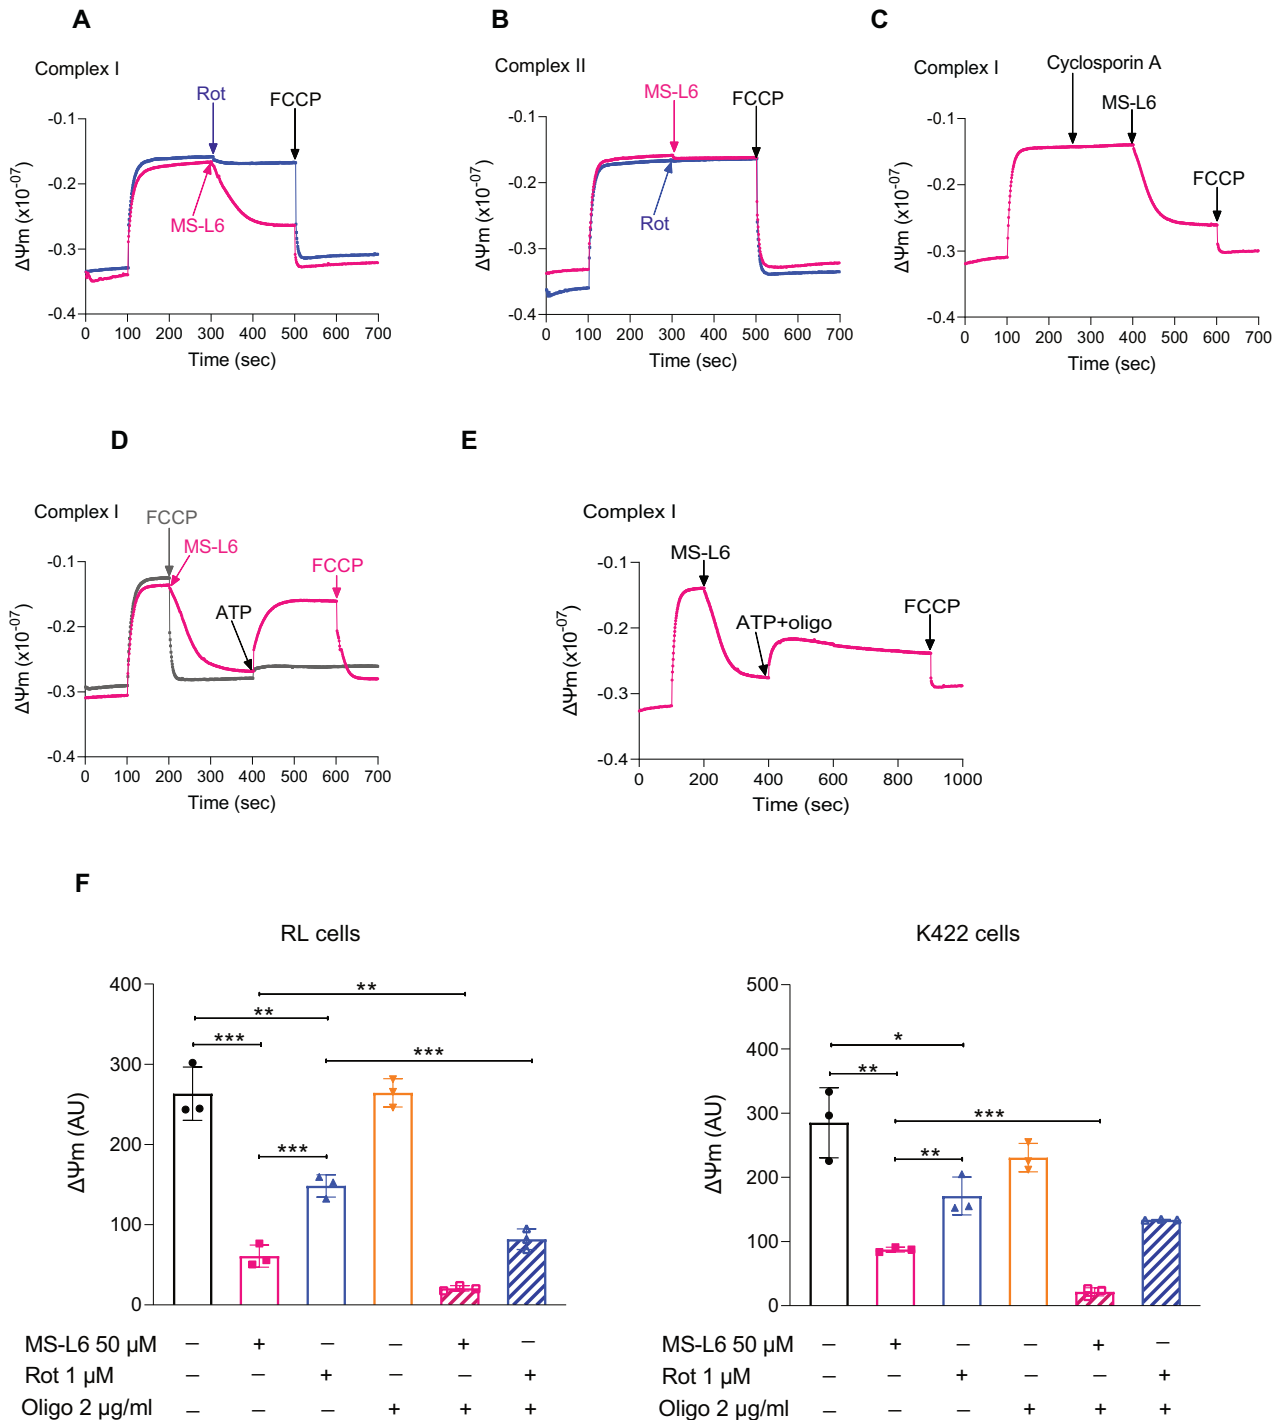 A
Complex I
Rot
FCCP
MS-L6
ΔΨm (x10⁻⁰⁷)
-0.1
-0.2
-0.3
-0.4
0 100 200 300 400 500 600 700
Time (sec)
B
Complex II
MS-L6
FCCP
Rot
ΔΨm (x10⁻⁰⁷)
-0.1
-0.2
-0.3
-0.4
0 100 200 300 400 500 600 700
Time (sec)
C
Complex I
Cyclosporin A
MS-L6
FCCP
ΔΨm (x10⁻⁰⁷)
-0.1
-0.2
-0.3
-0.4
0 100 200 300 400 500 600 700
Time (sec)
D
Complex I
FCCP
MS-L6
FCCP
ATP
ΔΨm (x10⁻⁰⁷)
-0.1
-0.2
-0.3
-0.4
0 100 200 300 400 500 600 700
Time (sec)
E
Complex I
MS-L6
ATP+oligo
FCCP
ΔΨm (x10⁻⁰⁷)
-0.1
-0.2
-0.3
-0.4
0 200 400 600 800 1000
Time (sec)
F
RL cells
ΔΨm (AU)
400
300
200
100
0
**
**
***
***
***
MS-L6 50 µM – + – – + –
Rot 1 µM – – + – – +
Oligo 2 µg/ml – – – + + +
K422 cells
ΔΨm (AU)
500
400
300
200
100
0
*
**
***
**
MS-L6 50 µM – + – – + –
Rot 1 µM – – + – – +
Oligo 2 µg/ml – – – + + +